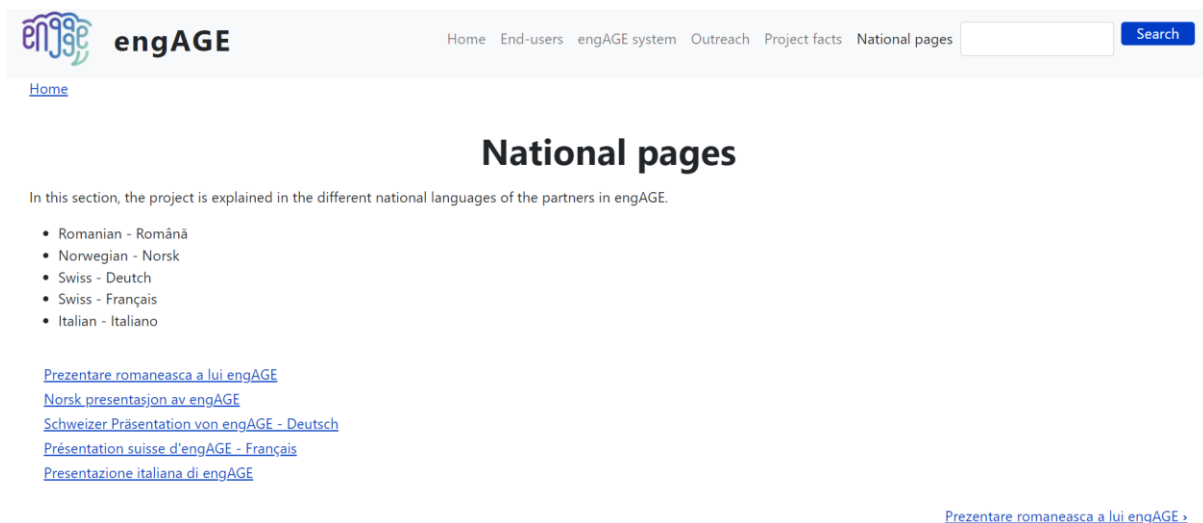 engage engAGE Home End-users engAGE system Outreach Project facts National pages Search
Home
National pages
In this section, the project is explained in the different national languages of the partners in engAGE.
• Romanian - Română
• Norwegian - Norsk
• Swiss - Deutch
• Swiss - Français
• Italian - Italiano
Prezentare romaneasca a lui engAGE
Norsk presentasjon av engAGE
Schweizer Präsentation von engAGE - Deutsch
Présentation suisse d'engAGE - Français
Presentazione italiana di engAGE
Prezentare romaneasca a lui engAGE ›